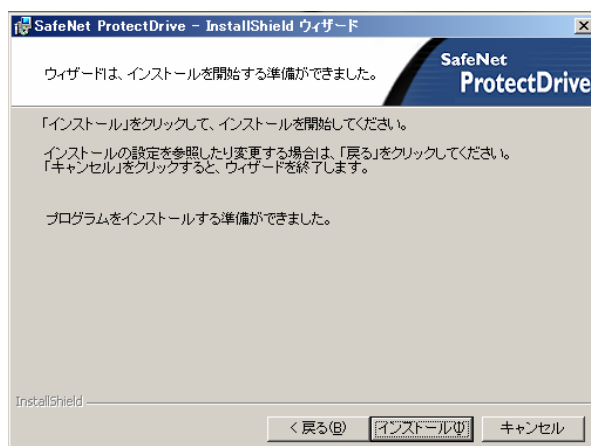 SafeNet ProtectDrive - InstallShield ウィザード
ウィザードは、インストールを開始する準備ができました。
SafeNet
ProtectDrive
「インストール」をクリックして、インストールを開始してください。
インストールの設定を参照したり変更する場合は、「戻る」をクリックしてください。
「キャンセル」をクリックすると、ウィザードを終了します。
プログラムをインストールする準備ができました。
InstallShield
< 戻る(B) インストール(I) キャンセル